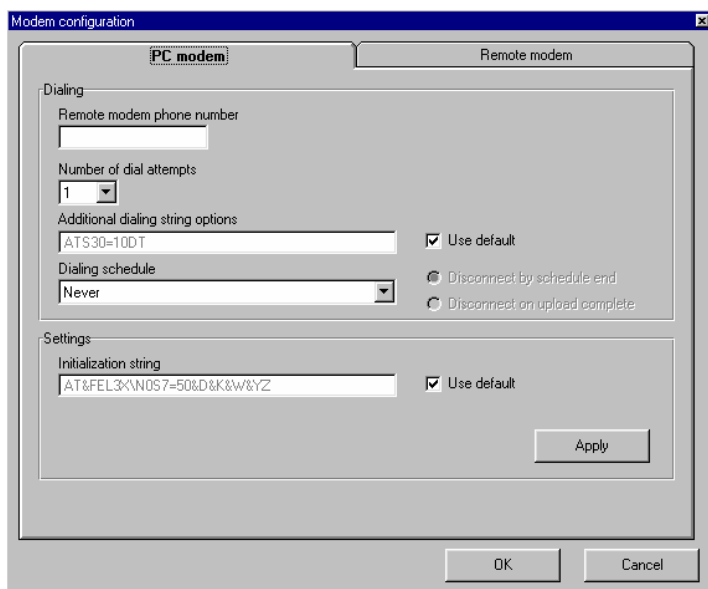 Modem configuration
PC modem
Remote modem
Dialing
Remote modem phone number
Number of dial attempts
1
Additional dialing string options
ATS30=10DT
Use default
Dialing schedule
Disconnect by schedule end
Never
Disconnect on upload complete
Settings
Initialization string
AT&FEL3X\N0S7=50&D&K&W&YZ
Use default
Apply
OK
Cancel